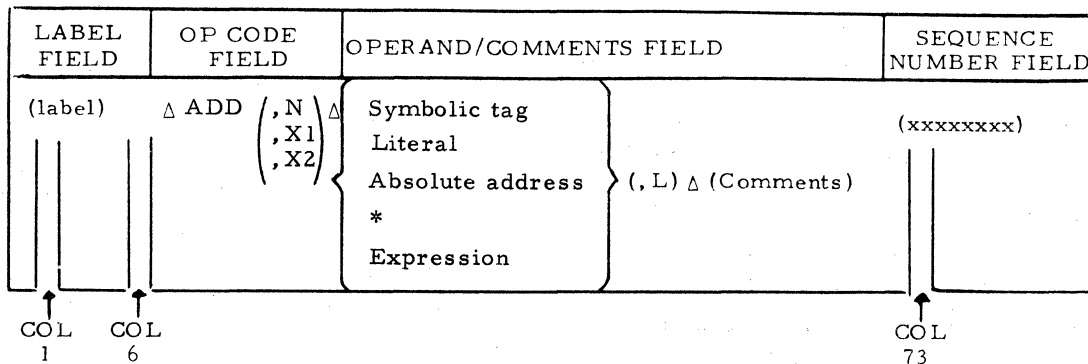 LABEL FIELD OP CODE FIELD OPERAND/COMMENTS FIELD SEQUENCE NUMBER FIELD
(label) Δ ADD (, N Δ Symbolic tag (xxxxxxxx)
, X1 Literal
, X2) Absolute address (, L) Δ (Comments)
*
Expression
COL 1 COL 6 COL 73